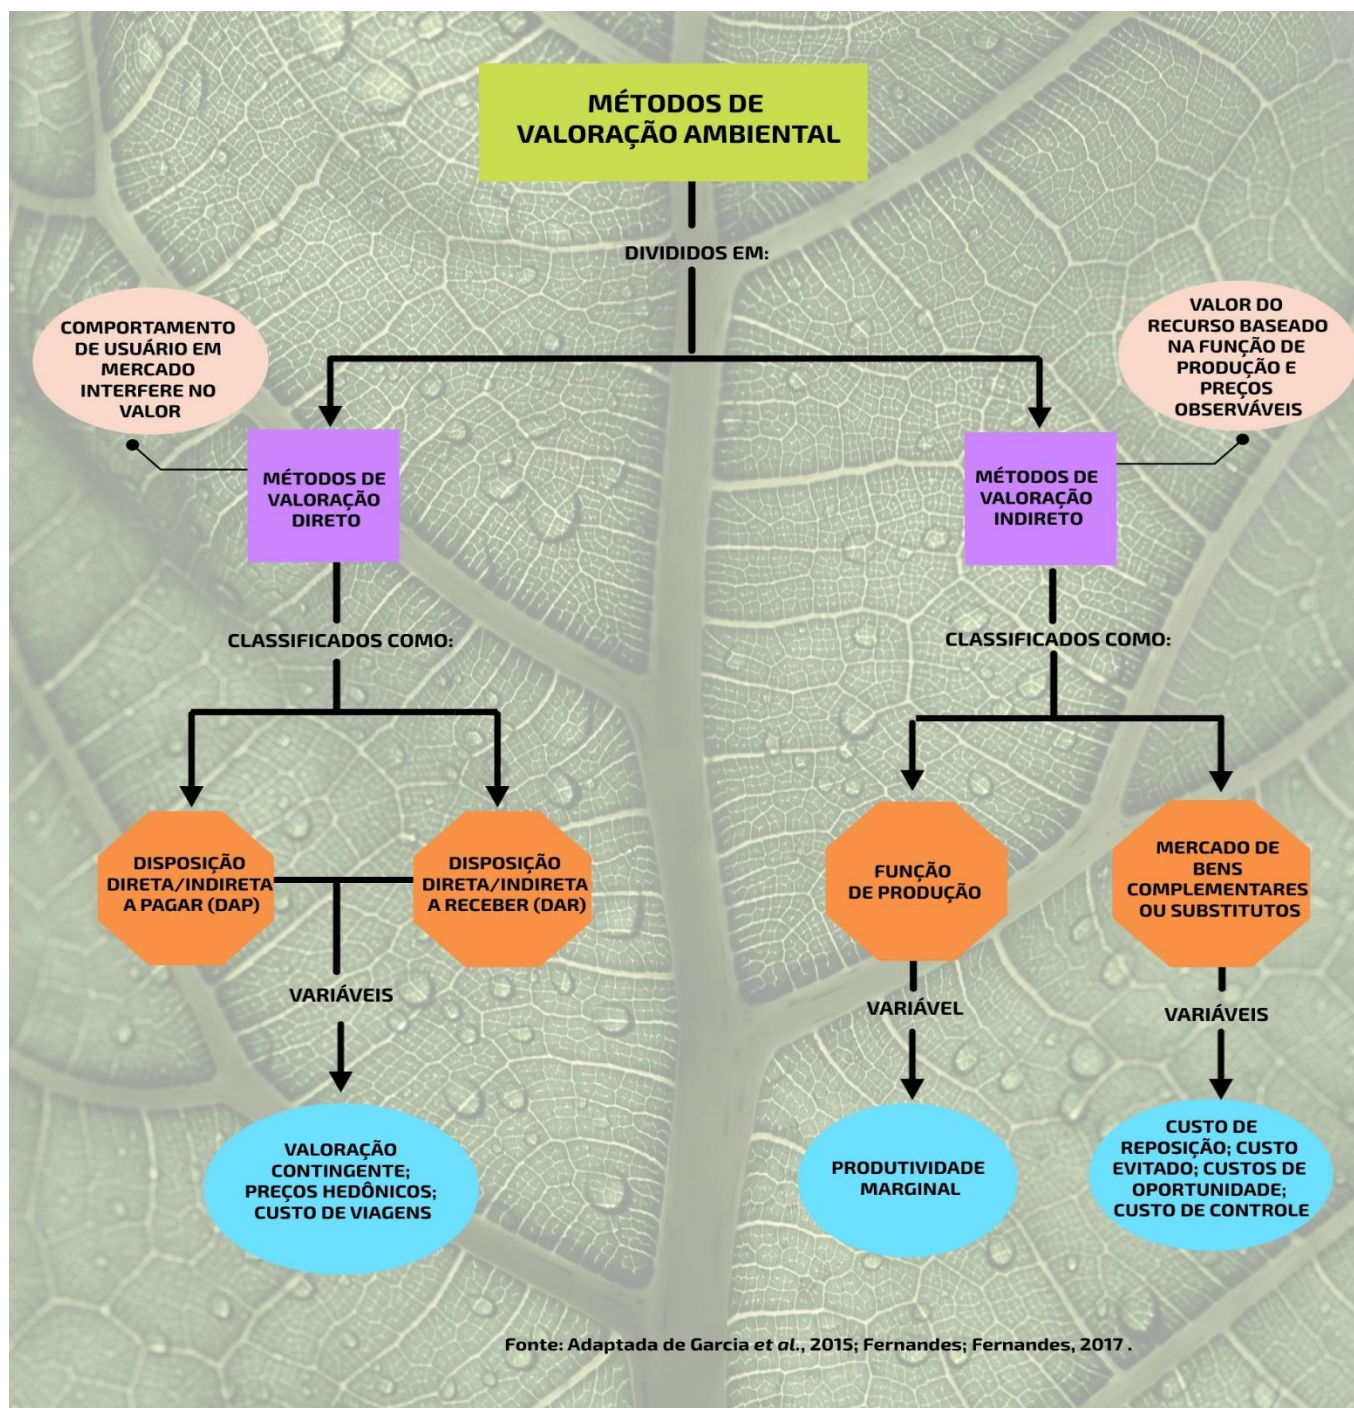 MÉTODOS DE
VALORAÇÃO AMBIENTAL
DIVIDIDOS EM:
COMPORTAMENTO
DE USUÁRIO EM
MERCADO
INTERFERE NO
VALOR
VALOR DO
RECURSO BASEADO
NA FUNÇÃO DE
PRODUÇÃO E
PREÇOS
OBSERVÁVEIS
MÉTODOS DE
VALORAÇÃO
DIRETO
MÉTODOS DE
VALORAÇÃO
INDIRETO
CLASSIFICADOS COMO:
CLASSIFICADOS COMO:
DISPOSIÇÃO
DIRETA/INDIRETA
A PAGAR (DAP)
DISPOSIÇÃO
DIRETA/INDIRETA
A RECEBER (DAR)
FUNÇÃO
DE PRODUÇÃO
MERCADO DE
BENS
COMPLEMENTARES
OU SUBSTITUTOS
VARIÁVEIS
VARIÁVEL
VARIÁVEIS
VALORAÇÃO
CONTINGENTE;
PREÇOS HEDÔNICOS;
CUSTO DE VIAGENS
PRODUTIVIDADE
MARGINAL
CUSTO DE
REPOSIÇÃO; CUSTO
EVITADO; CUSTOS DE
OPORTUNIDADE;
CUSTO DE CONTROLE
Fonte: Adaptada de Garcia et al., 2015; Fernandes; Fernandes, 2017 .